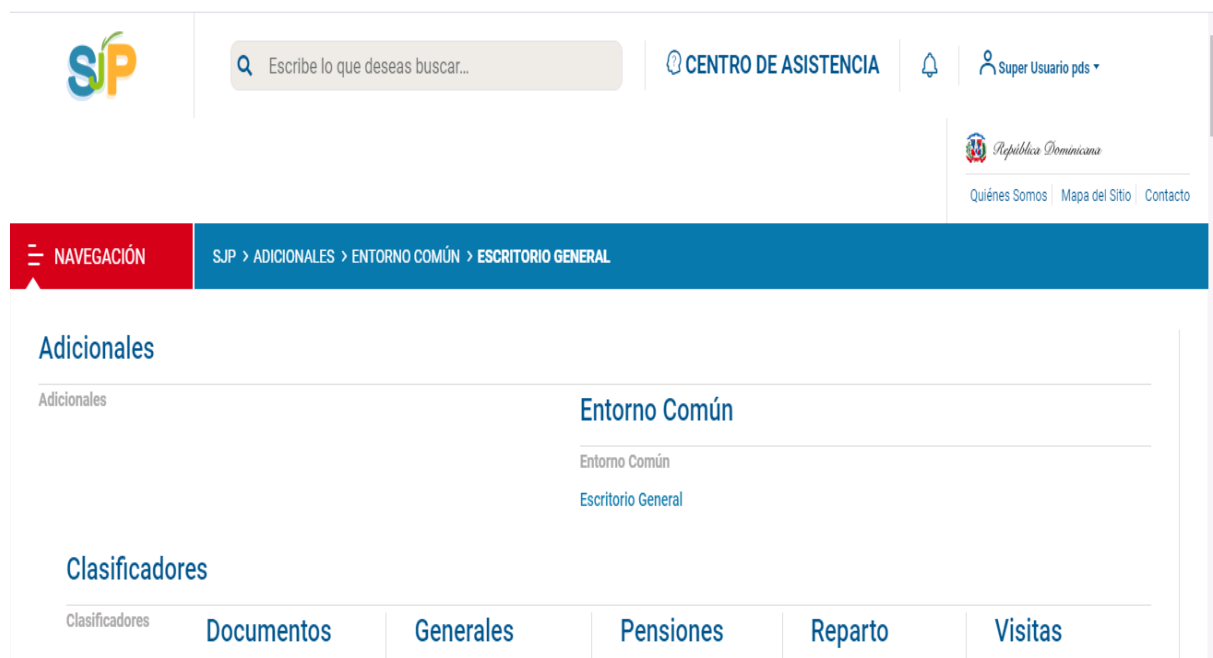 SJP
Escribe lo que deseas buscar...
CENTRO DE ASISTENCIA
Super Usuario pds
República Dominicana
Quiénes Somos Mapa del Sitio Contacto
NAVEGACIÓN
SJP > ADICIONALES > ENTORNO COMÚN > ESCRITORIO GENERAL
Adicionales
Adicionales
Entorno Común
Entorno Común
Escritorio General
Clasificadores
Clasificadores
Documentos Generales Pensiones Reparto Visitas